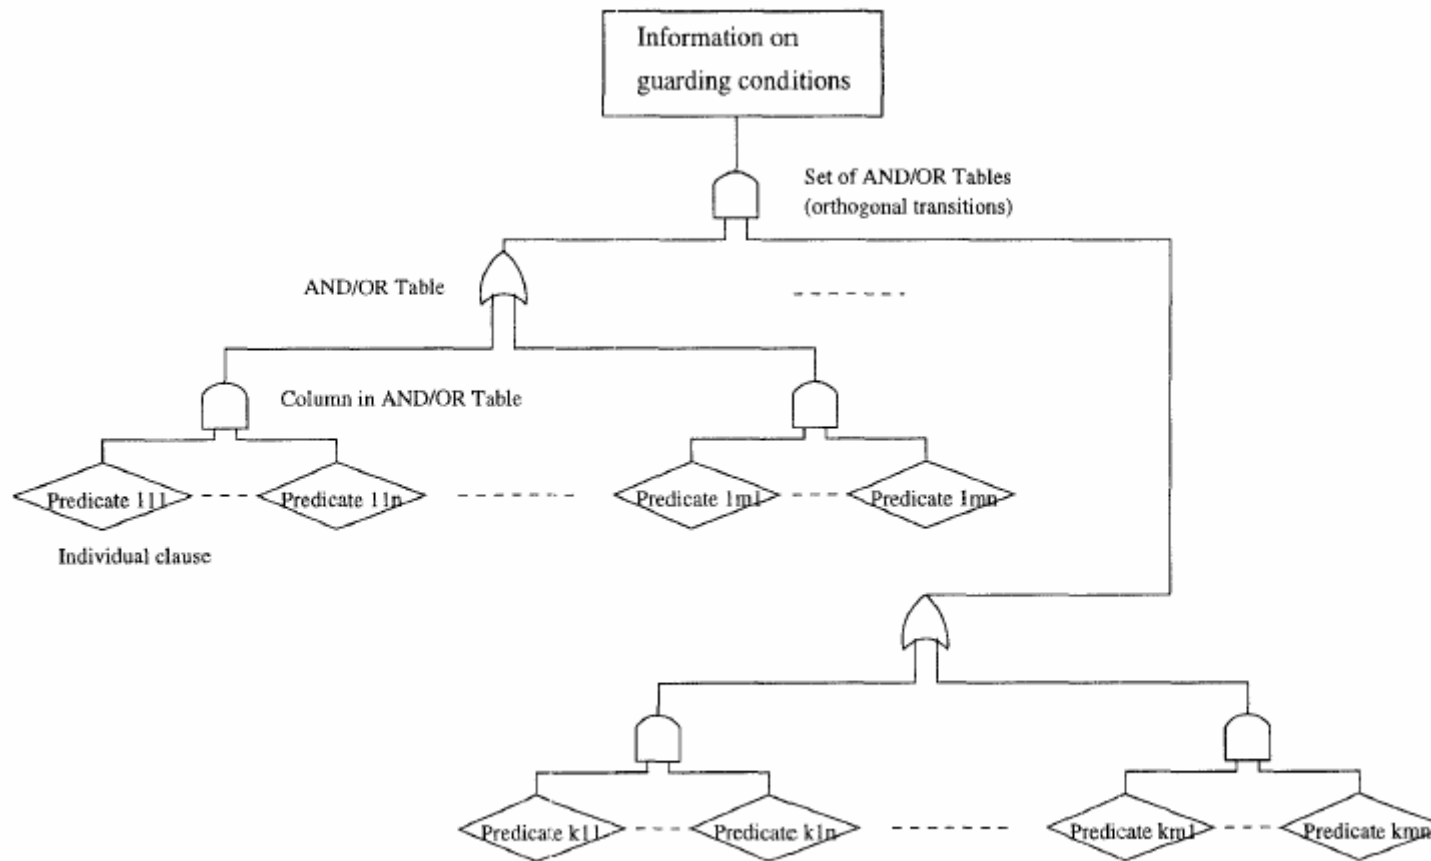 Information on
guarding conditions
Set of AND/OR Tables
(orthogonal transitions)
AND/OR Table
Column in AND/OR Table
Predicate 111
Predicate 11n
Predicate 1m1
Predicate 1mn
Individual clause
Predicate k11
Predicate k1n
Predicate km1
Predicate kmn